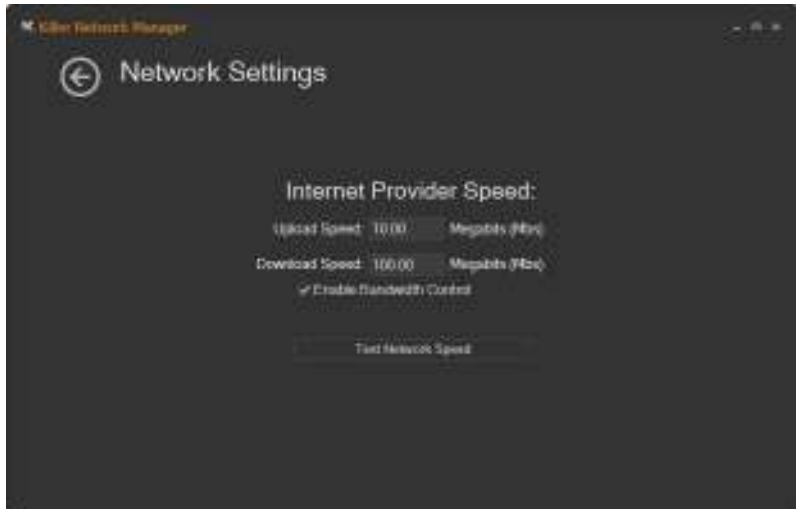 Killer Network Manager
Network Settings
Internet Provider Speed:
Upload Speed: 10.00 Megabits (Mbs)
Download Speed: 100.00 Megabits (Mbs)
Enable Bandwidth Control
Test Network Speed